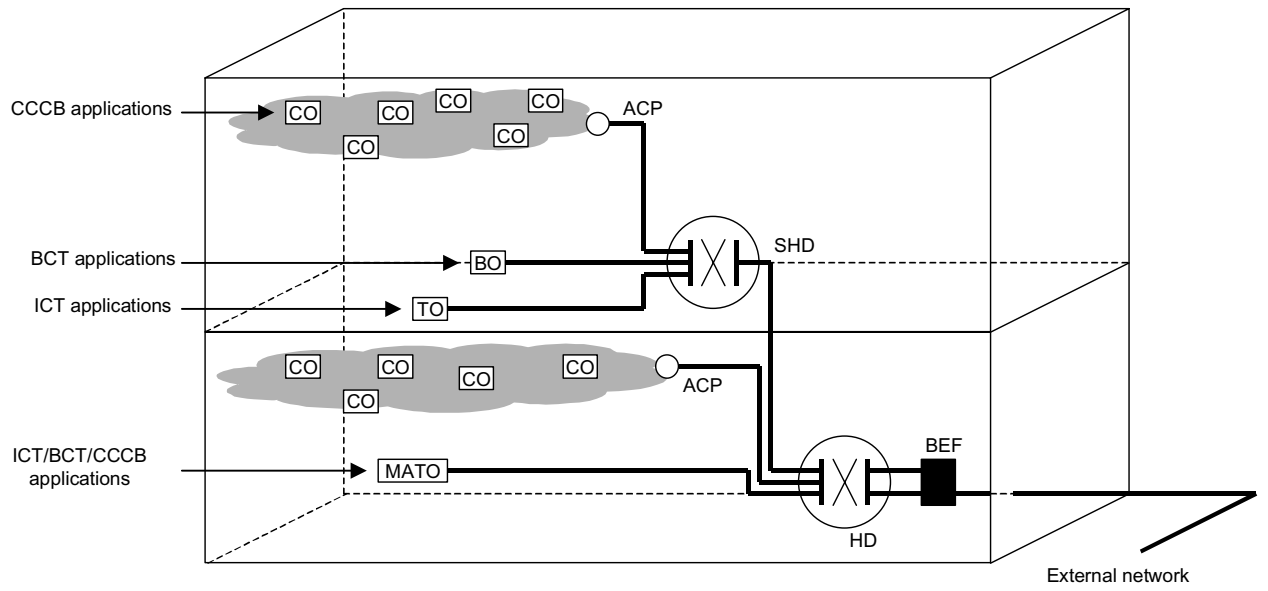 CO
CO
CO
CO
CO
CO
ACP
CCCB applications
SHD
BCT applications
BO
ICT applications
TO
CO
CO
CO
CO
CO
ACP
ICT/BCT/CCCB
applications
MATO
BEF
HD
External network